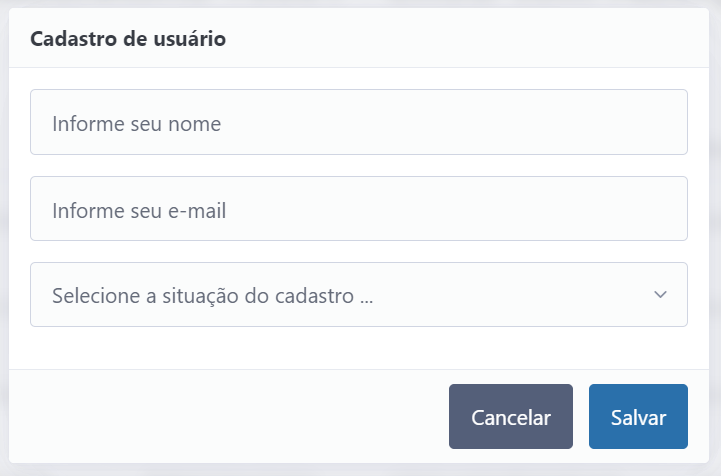 Cadastro de usuário
Informe seu nome
Informe seu e-mail
Selecione a situação do cadastro ...
Cancelar
Salvar